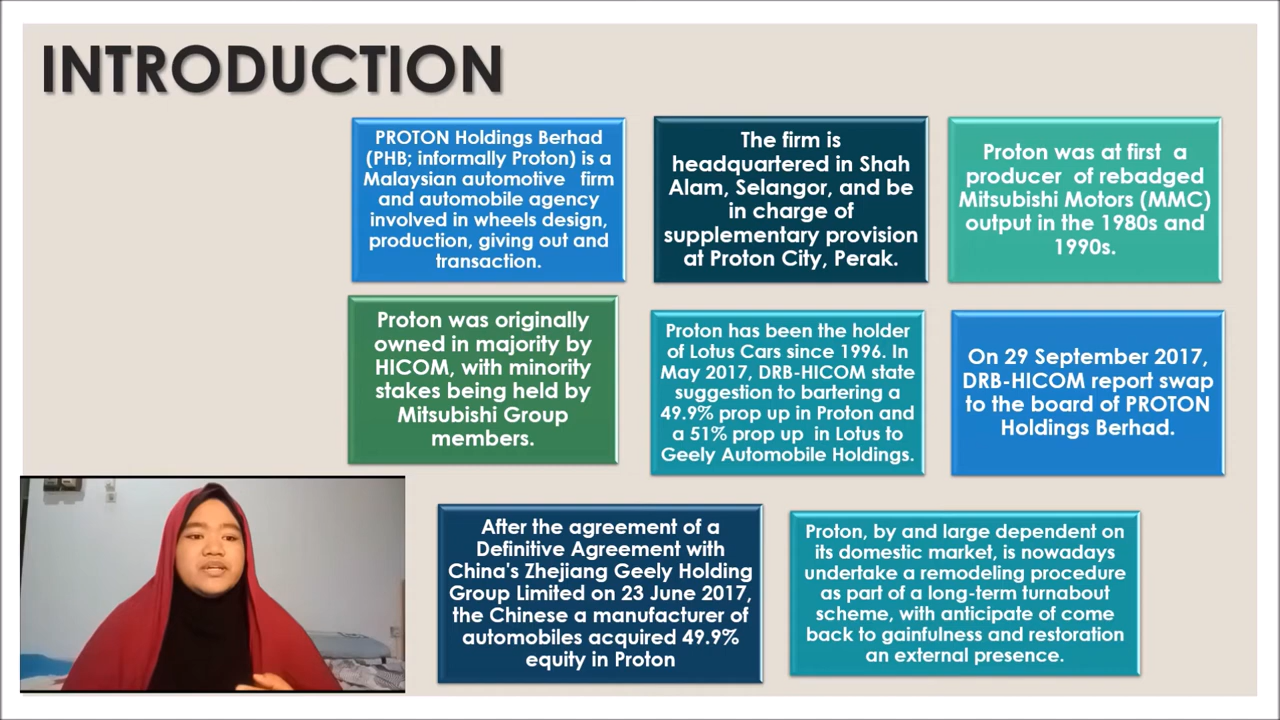 INTRODUCTION
PROTON Holdings Berhad
(PHB; informally Proton) is a
Malaysian automotive firm
and automobile agency
involved in wheels design,
production, giving out and
transaction.
The firm is
headquartered in Shah
Alam, Selangor, and be
in charge of
supplementary provision
at Proton City, Perak.
Proton was at first a
producer of rebadged
Mitsubishi Motors (MMC)
output in the 1980s and
1990s.
Proton was originally
owned in majority by
HICOM, with minority
stakes being held by
Mitsubishi Group
members.
Proton has been the holder
of Lotus Cars since 1996. In
May 2017, DRB-HICOM state
suggestion to bartering a
49.9% prop up in Proton and
a 51% prop up in Lotus to
Geely Automobile Holdings.
On 29 September 2017,
DRB-HICOM report swap
to the board of PROTON
Holdings Berhad.
After the agreement of a
Definitive Agreement with
China's Zhejiang Geely Holding
Group Limited on 23 June 2017,
the Chinese a manufacturer of
automobiles acquired 49.9%
equity in Proton
Proton, by and large dependent on
its domestic market, is nowadays
undertake a remodeling procedure
as part of a long-term turnabout
scheme, with anticipate of come
back to gainfulness and restoration
an external presence.